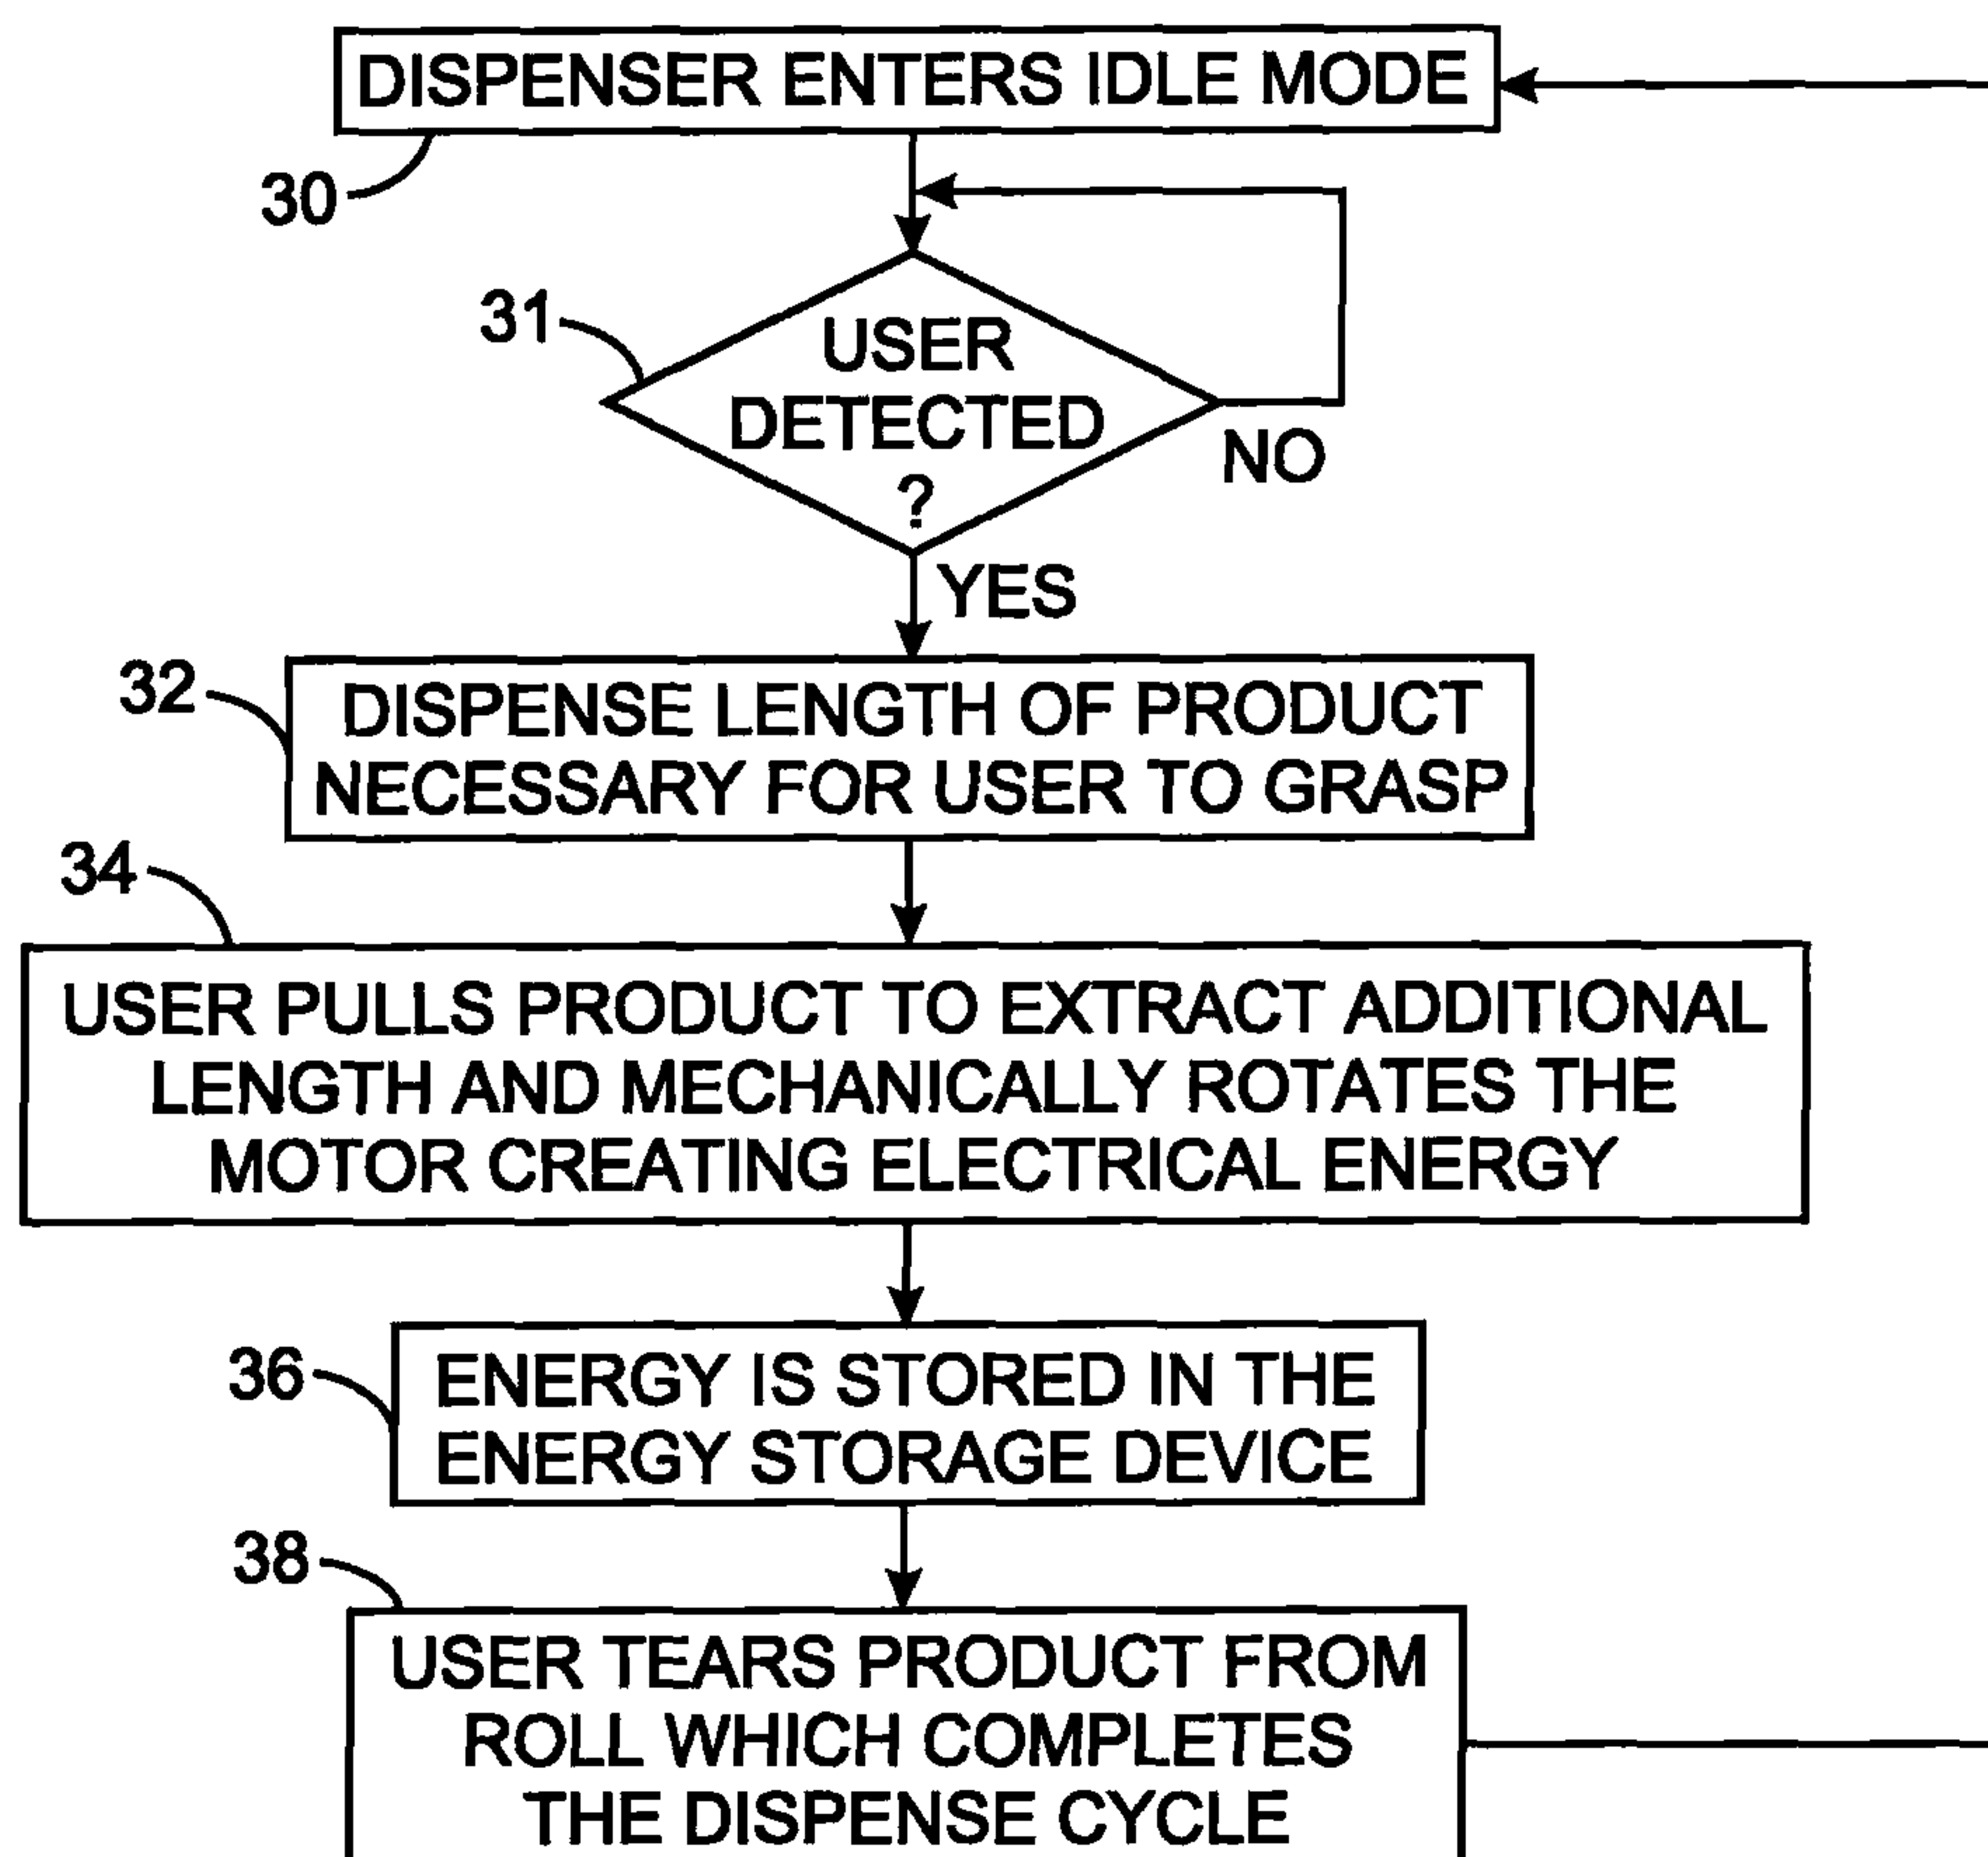 DISPENSER ENTERS IDLE MODE
30
31
USER
DETECTED
?
NO
YES
32
DISPENSE LENGTH OF PRODUCT
NECESSARY FOR USER TO GRASP
34
USER PULLS PRODUCT TO EXTRACT ADDITIONAL
LENGTH AND MECHANICALLY ROTATES THE
MOTOR CREATING ELECTRICAL ENERGY
36
ENERGY IS STORED IN THE
ENERGY STORAGE DEVICE
38
USER TEARS PRODUCT FROM
ROLL WHICH COMPLETES
THE DISPENSE CYCLE